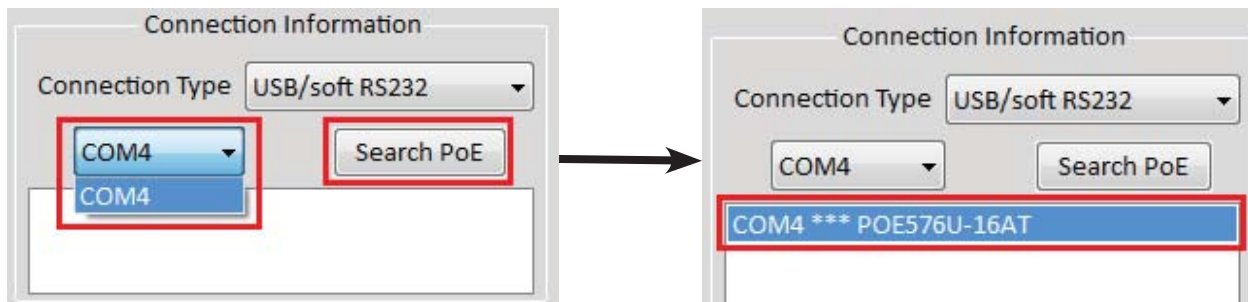 Connection Information
Connection Type USB/soft RS232
COM4 Search PoE
COM4
Connection Information
Connection Type USB/soft RS232
COM4 Search PoE
COM4 *** POE576U-16AT